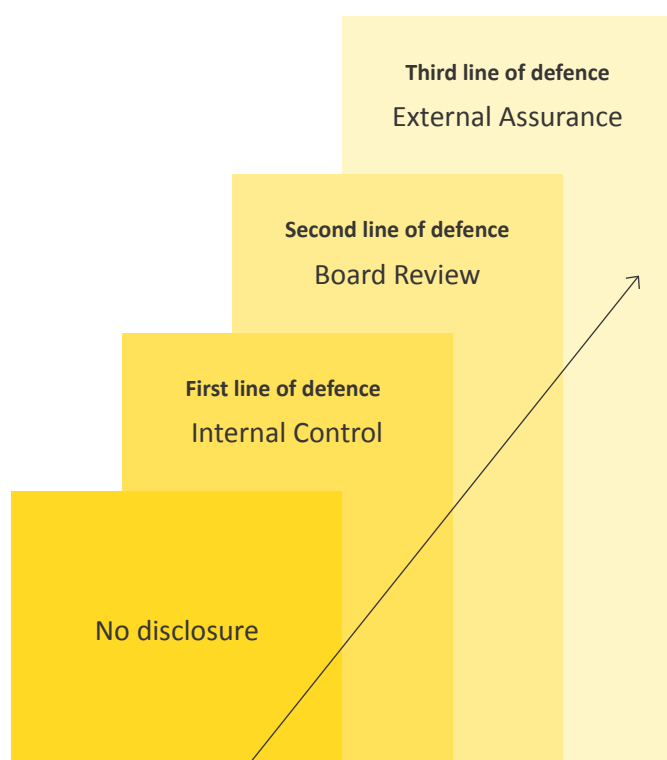 Third line of defence
External Assurance
Second line of defence
Board Review
First line of defence
Internal Control
No disclosure